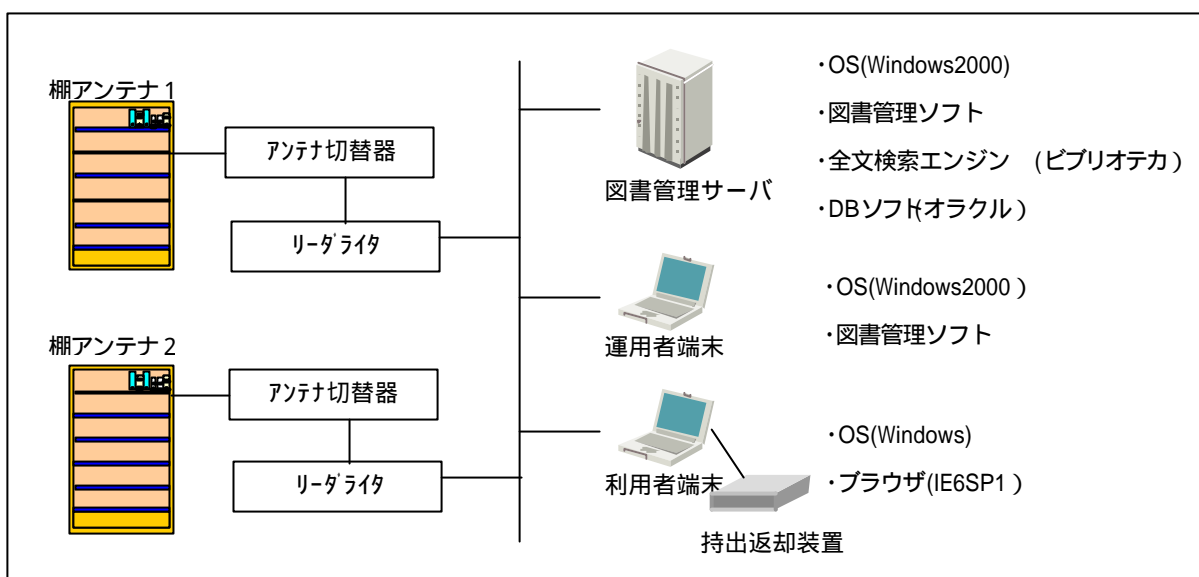 棚アンテナ1
ｱﾝﾃﾅ切替器
ﾘｰﾀﾞﾗｲﾀ
棚アンテナ2
ｱﾝﾃﾅ切替器
ﾘｰﾀﾞﾗｲﾀ
図書管理サーバ
・OS(Windows2000)
・図書管理ソフト
・全文検索エンジン (ビブリオテカ)
・DBソフト(オラクル)
運用者端末
・OS(Windows2000)
・図書管理ソフト
利用者端末
・OS(Windows)
・ブラウザ(IE6SP1)
持出返却装置